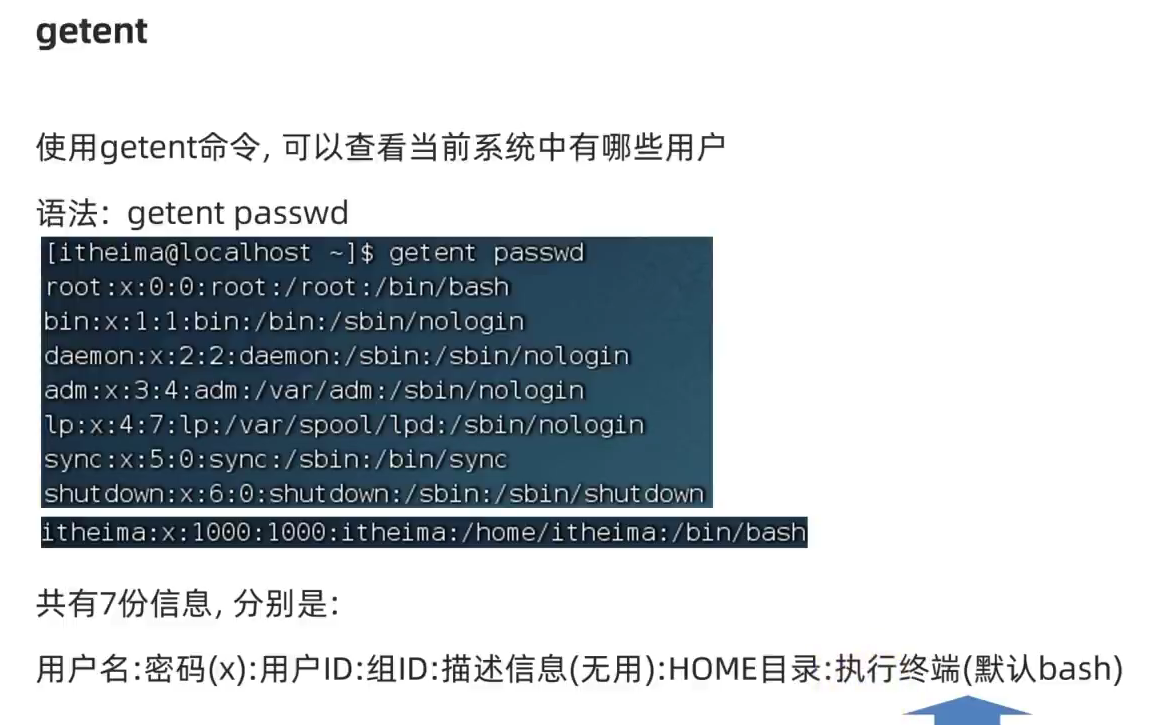 getent
使用getent命令, 可以查看当前系统中有哪些用户
语法：getent passwd
[itheima@localhost ~]$ getent passwd
root:x:0:0:root:/root:/bin/bash
bin:x:1:1:bin:/bin:/sbin/nologin
daemon:x:2:2:daemon:/sbin:/sbin/nologin
adm:x:3:4:adm:/var/adm:/sbin/nologin
lp:x:4:7:lp:/var/spool/lpd:/sbin/nologin
sync:x:5:0:sync:/sbin:/bin/sync
shutdown:x:6:0:shutdown:/sbin:/sbin/shutdown
itheima:x:1000:1000:itheima:/home/itheima:/bin/bash
共有7份信息, 分别是：
用户名:密码(x):用户ID:组ID:描述信息(无用):HOME目录:执行终端(默认bash)